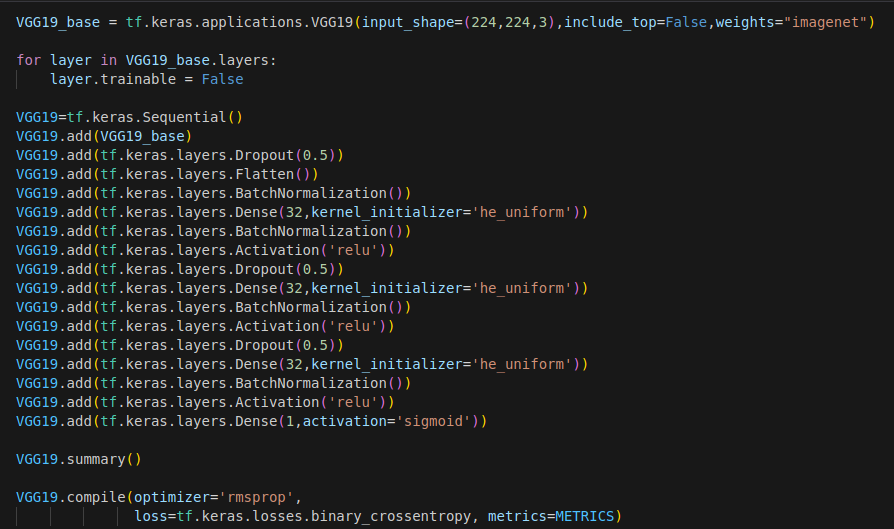 VGG19_base = tf.keras.applications.VGG19(input_shape=(224,224,3),include_top=False,weights="imagenet")
for layer in VGG19_base.layers:
    layer.trainable = False
VGG19=tf.keras.Sequential()
VGG19.add(VGG19_base)
VGG19.add(tf.keras.layers.Dropout(0.5))
VGG19.add(tf.keras.layers.Flatten())
VGG19.add(tf.keras.layers.BatchNormalization())
VGG19.add(tf.keras.layers.Dense(32,kernel_initializer='he_uniform'))
VGG19.add(tf.keras.layers.BatchNormalization())
VGG19.add(tf.keras.layers.Activation('relu'))
VGG19.add(tf.keras.layers.Dropout(0.5))
VGG19.add(tf.keras.layers.Dense(32,kernel_initializer='he_uniform'))
VGG19.add(tf.keras.layers.BatchNormalization())
VGG19.add(tf.keras.layers.Activation('relu'))
VGG19.add(tf.keras.layers.Dropout(0.5))
VGG19.add(tf.keras.layers.Dense(32,kernel_initializer='he_uniform'))
VGG19.add(tf.keras.layers.BatchNormalization())
VGG19.add(tf.keras.layers.Activation('relu'))
VGG19.add(tf.keras.layers.Dense(1,activation='sigmoid'))
VGG19.summary()
VGG19.compile(optimizer='rmsprop',
              loss=tf.keras.losses.binary_crossentropy, metrics=METRICS)